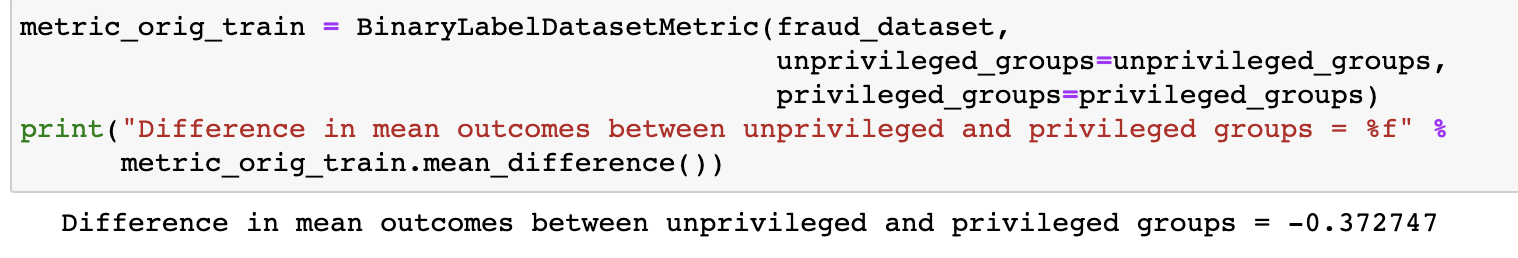 metric_orig_train = BinaryLabelDatasetMetric(fraud_dataset,
unprivileged_groups=unprivileged_groups,
privileged_groups=privileged_groups)
print("Difference in mean outcomes between unprivileged and privileged groups = %f" %
metric_orig_train.mean_difference())
Difference in mean outcomes between unprivileged and privileged groups = -0.372747